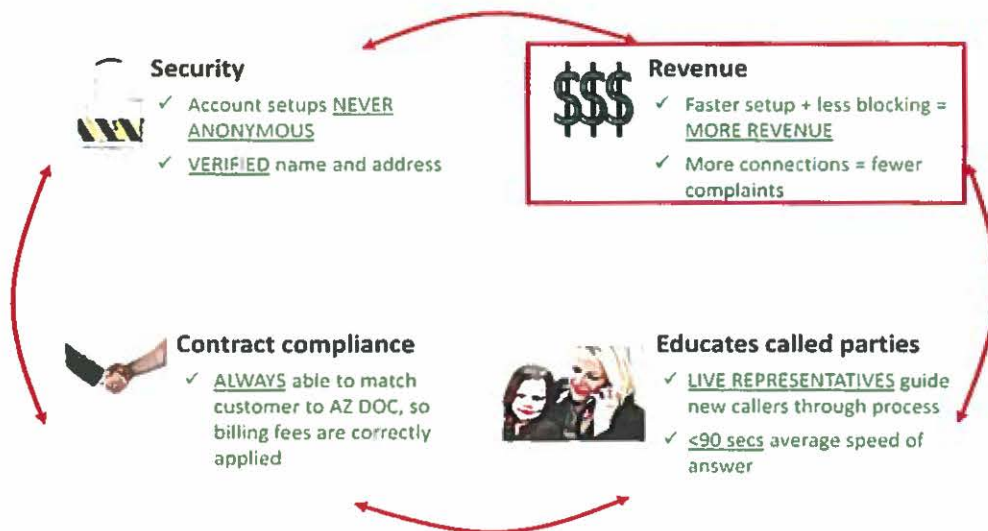 Security
✓ Account setups NEVER
ANONYMOUS
✓ VERIFIED name and address
$$$
Revenue
✓ Faster setup + less blocking =
MORE REVENUE
✓ More connections = fewer
complaints
Contract compliance
✓ ALWAYS able to match
customer to AZ DOC, so
billing fees are correctly
applied
Educates called parties
✓ LIVE REPRESENTATIVES guide
new callers through process
✓ <90 secs average speed of
answer